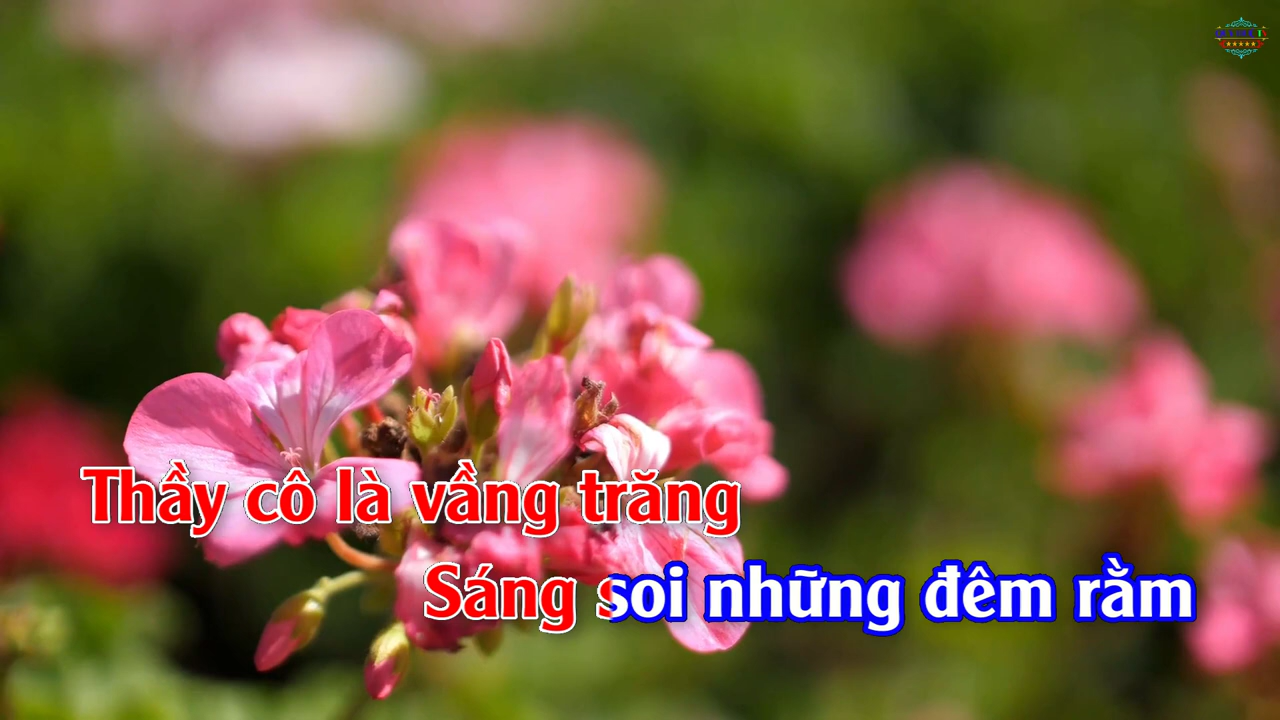 Thầy cô là vầng trăng
Sáng soi những đêm rằm